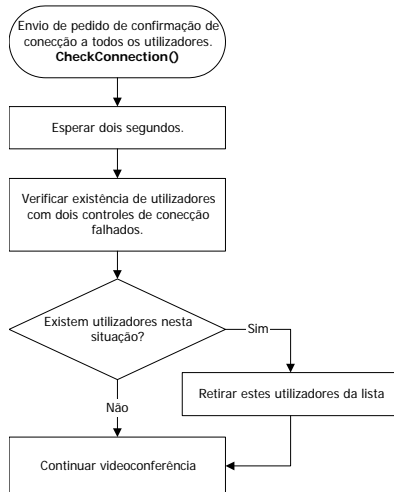 Envio de pedido de confirmação de
conecção a todos os utilizadores.
CheckConnection()
Esperar dois segundos.
Verificar existência de utilizadores
com dois controles de conecção
falhados.
Existem utilizadores nesta
situação?
Sim
Retirar estes utilizadores da lista
Não
Continuar videoconferência